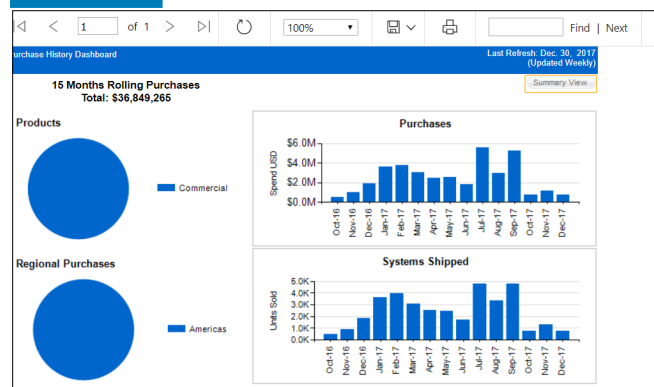 1 of 1 100% Find | Next
urchase History Dashboard
Last Refresh: Dec. 30, 2017
(Updated Weekly)
Summary View
15 Months Rolling Purchases
Total: $36,849,265
Products
Commercial
Purchases
Spend USD
$6.0M
$4.0M
$2.0M
$0.0M
Oct-16
Nov-16
Dec-16
Jan-17
Feb-17
Mar-17
Apr-17
May-17
Jun-17
Jul-17
Aug-17
Sep-17
Oct-17
Nov-17
Dec-17
Regional Purchases
Americas
Systems Shipped
Units Sold
5.0K
4.0K
3.0K
2.0K
1.0K
0.0K
Oct-16
Nov-16
Dec-16
Jan-17
Feb-17
Mar-17
Apr-17
May-17
Jun-17
Jul-17
Aug-17
Sep-17
Oct-17
Nov-17
Dec-17